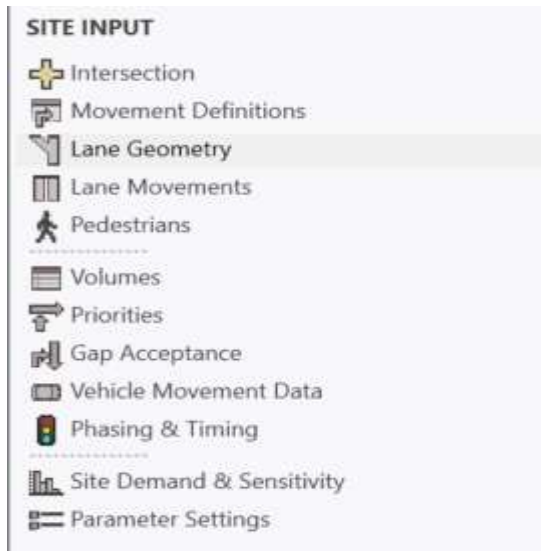 SITE INPUT
Intersection
Movement Definitions
Lane Geometry
Lane Movements
Pedestrians
Volumes
Priorities
Gap Acceptance
Vehicle Movement Data
Phasing & Timing
Site Demand & Sensitivity
Parameter Settings